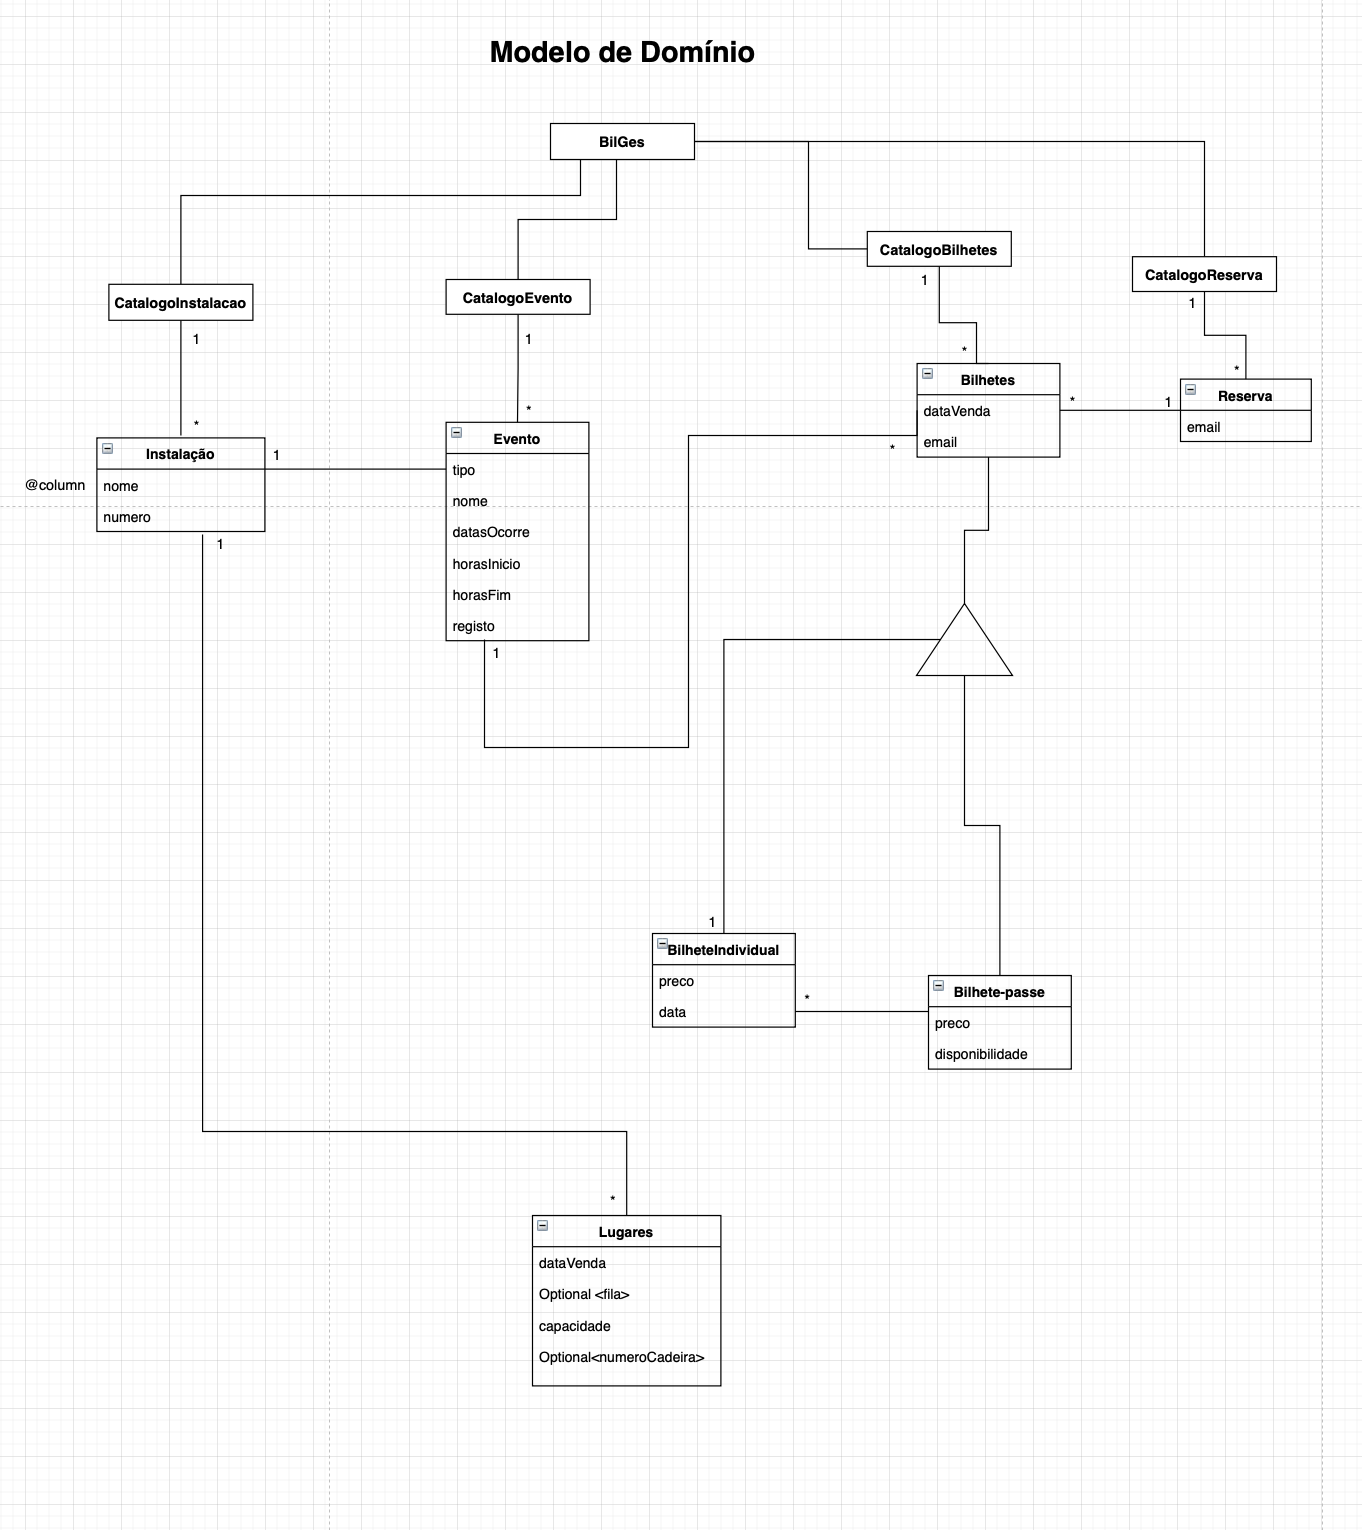 Modelo de Domínio
BilGes
CatalogoBilhetes
CatalogoReserva
CatalogoInstalacao
CatalogoEvento
1
1
1
1
*
*
*
*
Bilhetes
dataVenda
email
*
1
Reserva
email
*
Instalação
nome
numero
@column
1
1
Evento
tipo
nome
datasOcorre
horasInicio
horasFim
registo
1
1
BilheteIndividual
preco
data
*
Bilhete-passe
preco
disponibilidade
*
Lugares
dataVenda
Optional <fila>
capacidade
Optional<numeroCadeira>